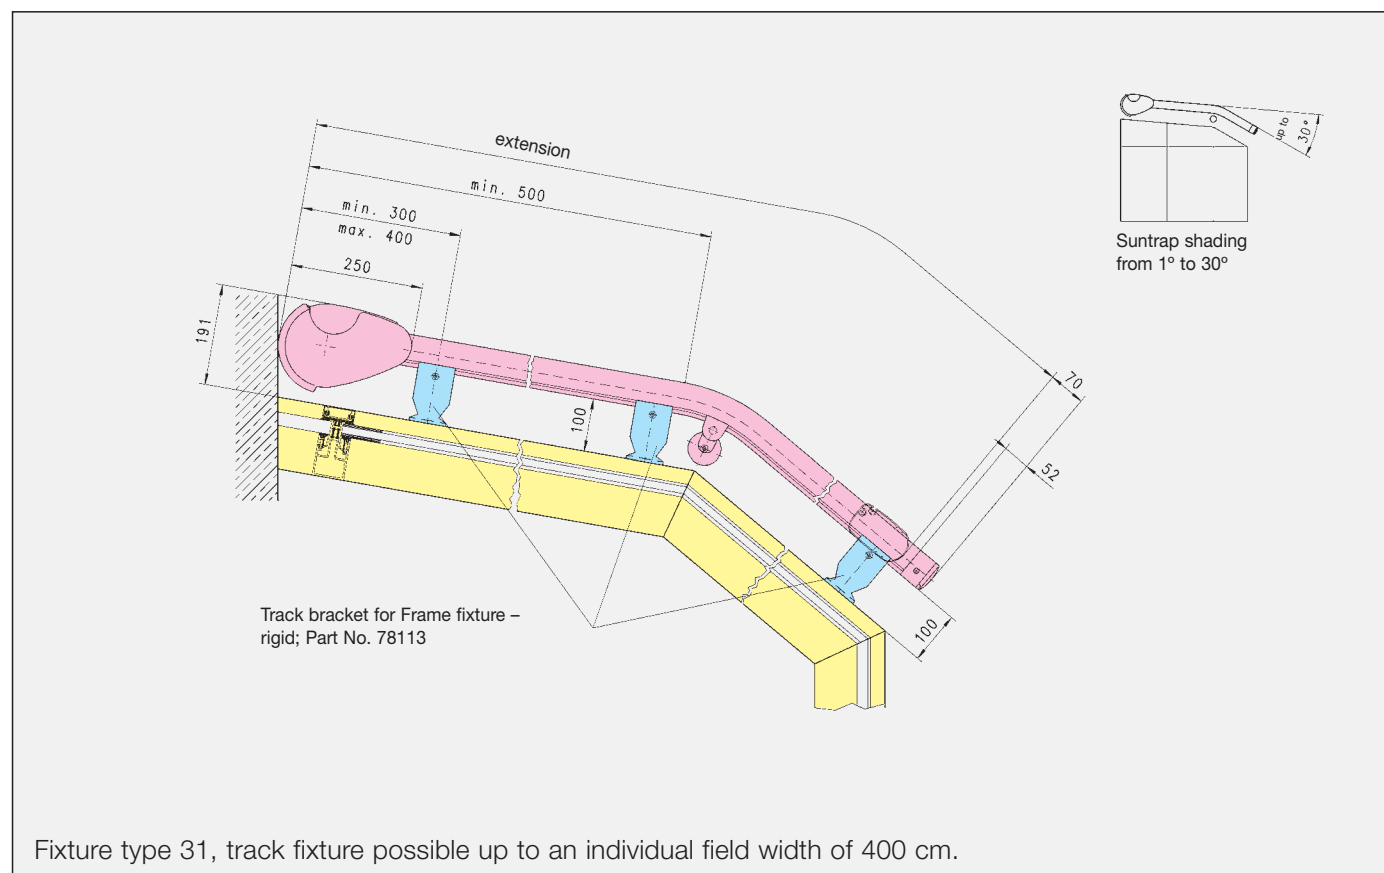 extension
min. 500
min. 300
max. 400
250
191
100
70
52
100
up to
30°
Suntrap shading
from 1º to 30º
Track bracket for Frame fixture –
rigid; Part No. 78113
Fixture type 31, track fixture possible up to an individual field width of 400 cm.